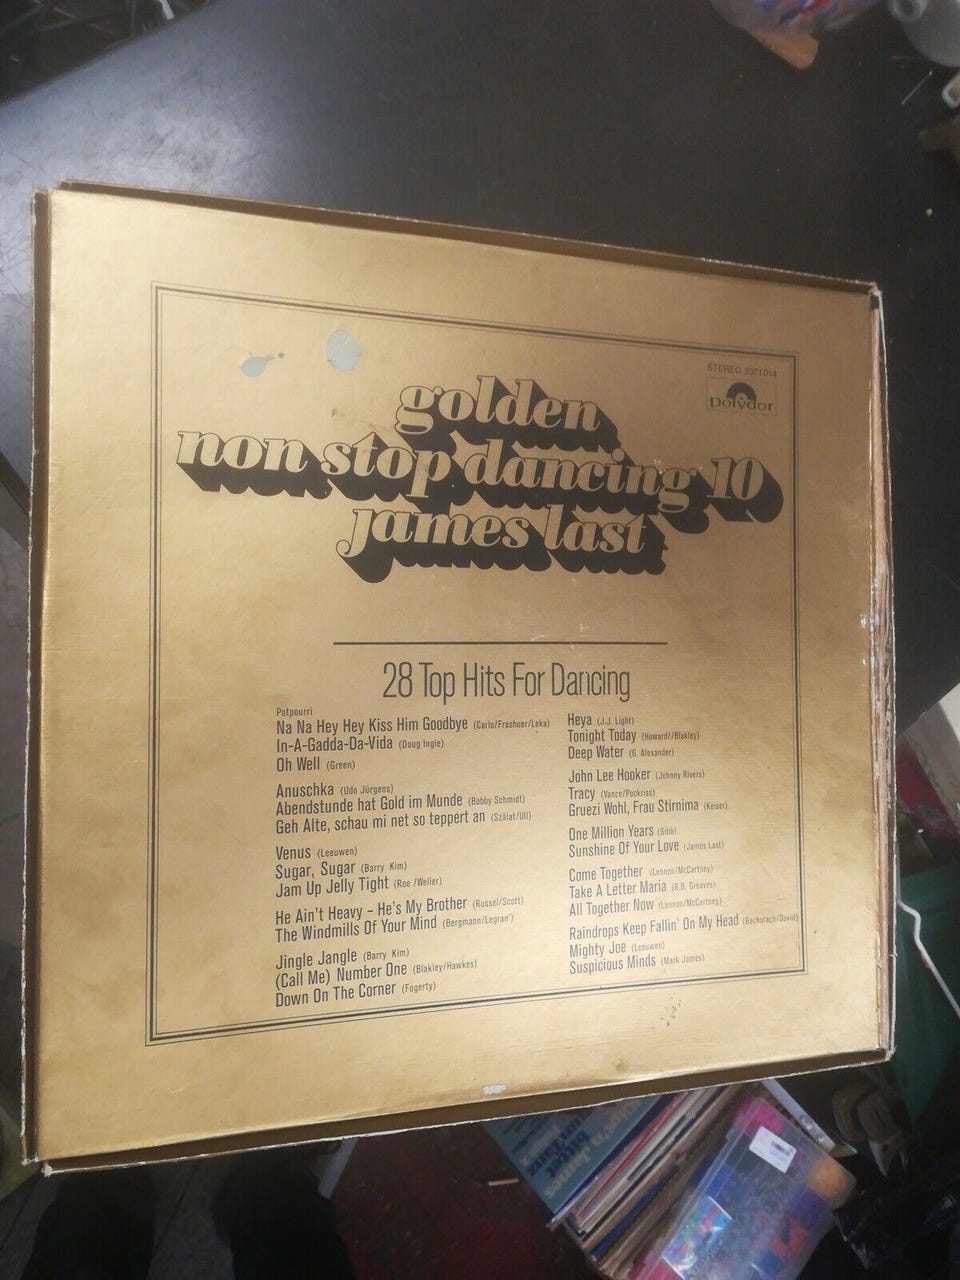 STEREO 2371014
polydor
golden
non stop dancing 10
james last
28 Top Hits For Dancing
Potpourri
Na Na Hey Hey Kiss Him Goodbye (Carlo/Frashuer/Leka)
In-A-Gadda-Da-Vida (Doug Ingle)
Oh Well (Green)
Anuschka (Udo Jürgens)
Abendstunde hat Gold im Munde (Bobby Schmidt)
Geh Alte, schau mi net so teppert an (Szälat/Ull)
Venus (Leeuwen)
Sugar, Sugar (Barry Kim)
Jam Up Jelly Tight (Roe /Weller)
He Ain't Heavy – He's My Brother (Russel/Scott)
The Windmills Of Your Mind (Bergmann/Legran')
Jingle Jangle (Barry Kim)
(Call Me) Number One (Blakley/Hawkes)
Down On The Corner (Fogerty)
Heya (J.J. Light)
Tonight Today (Howard//Blakley)
Deep Water (G. Alexander)
John Lee Hooker (Johnny Rivers)
Tracy (Vance/Pockriss)
Gruezi Wohl, Frau Stirnima (Keiser)
One Million Years (Gibb)
Sunshine Of Your Love (James Last)
Come Together (Lennon/McCartney)
Take A Letter Maria (R.B. Greaves)
All Together Now (Lennon/McCartney)
Raindrops Keep Fallin' On My Head (Bacharach/David)
Mighty Joe (Leeuwen)
Suspicious Minds (Mark James)